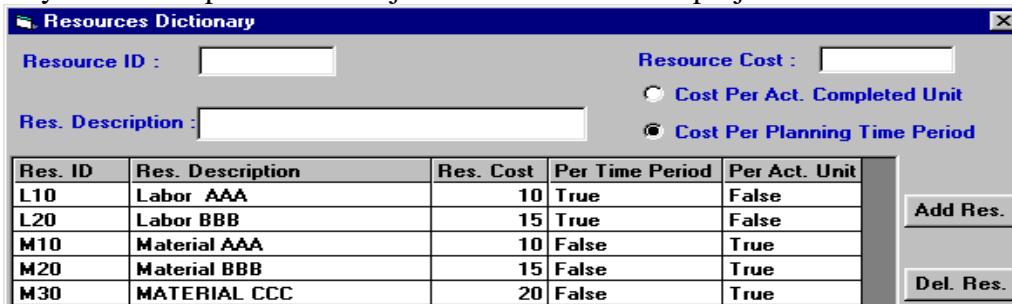 Resources Dictionary
Resource ID :
Resource Cost :
Cost Per Act. Completed Unit
Res. Description :
Cost Per Planning Time Period
Res. ID Res. Description Res. Cost Per Time Period Per Act. Unit
L10 Labor AAA 10 True False
L20 Labor BBB 15 True False
Add Res.
M10 Material AAA 10 False True
M20 Material BBB 15 False True
Del. Res.
M30 MATERIAL CCC 20 False True